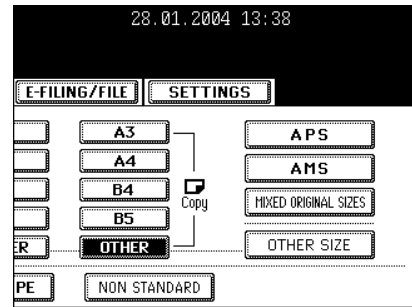 28.01.2004 13:38
E-FILING/FILE SETTINGS
A3 APS
A4 AMS
B4 Copy MIXED ORIGINAL SIZES
B5
ER OTHER OTHER SIZE
PE NON STANDARD